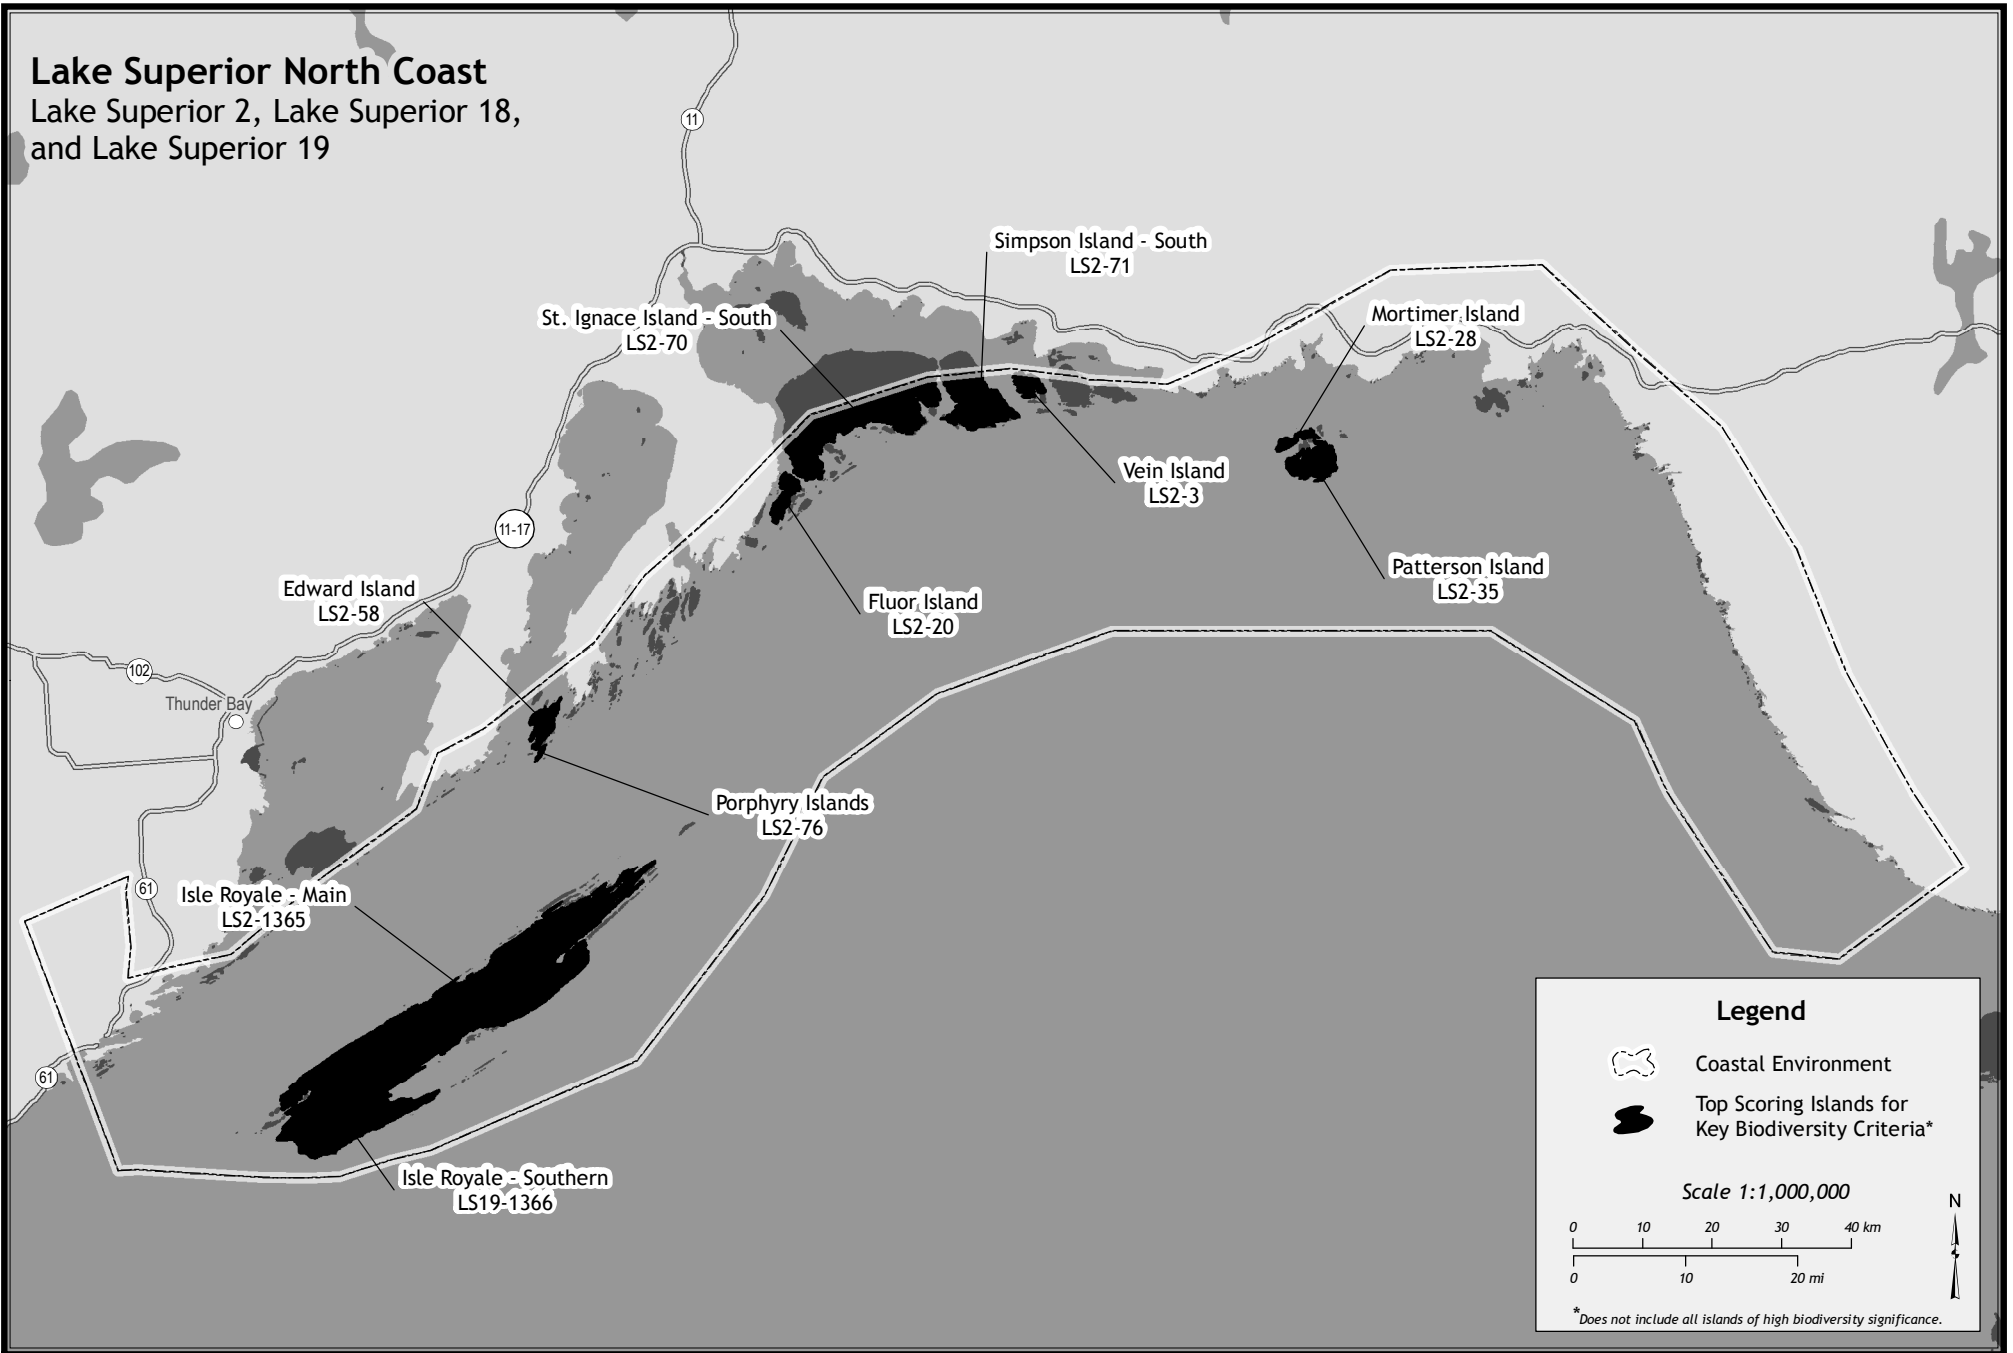 Lake Superior North Coast
Lake Superior 2, Lake Superior 18,
and Lake Superior 19
11
Simpson Island - South
LS2-71
St. Ignace Island - South
LS2-70
Mortimer Island
LS2-28
Vein Island
LS2-3
11-17
Patterson Island
LS2-35
Edward Island
LS2-58
Fluor Island
LS2-20
102
Thunder Bay
Porphyry Islands
LS2-76
61
Isle Royale - Main
LS2-1365
61
Isle Royale - Southern
LS19-1366
Legend
Coastal Environment
Top Scoring Islands for
Key Biodiversity Criteria*
Scale 1:1,000,000
N
0 10 20 30 40 km
0 10 20 mi
*Does not include all islands of high biodiversity significance.